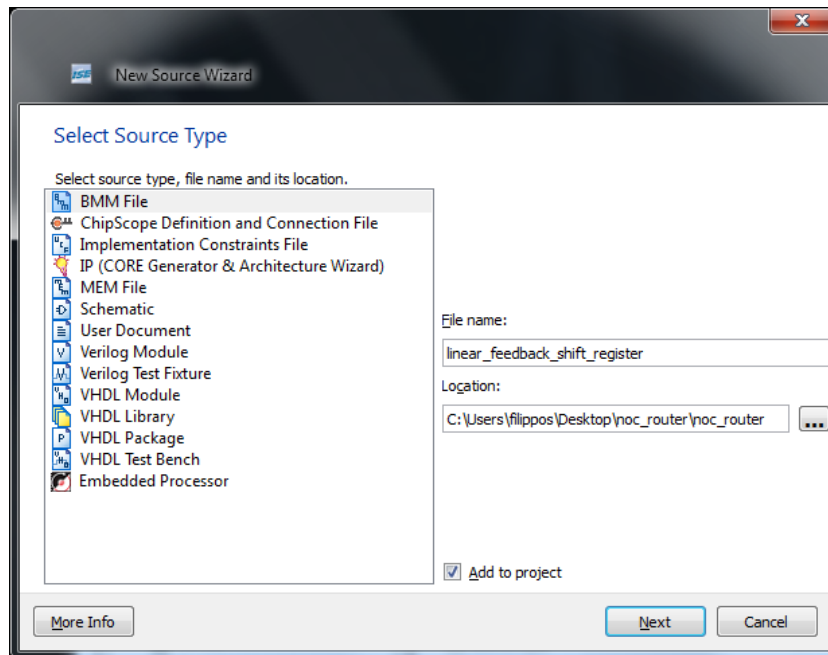 New Source Wizard
Select Source Type
Select source type, file name and its location.
BMM File
ChipScope Definition and Connection File
Implementation Constraints File
IP (CORE Generator & Architecture Wizard)
MEM File
Schematic
User Document
Verilog Module
Verilog Test Fixture
VHDL Module
VHDL Library
VHDL Package
VHDL Test Bench
Embedded Processor
File name:
linear_feedback_shift_register
Location:
C:\Users\filippos\Desktop\noc_router\noc_router
...
Add to project
More Info
Next
Cancel